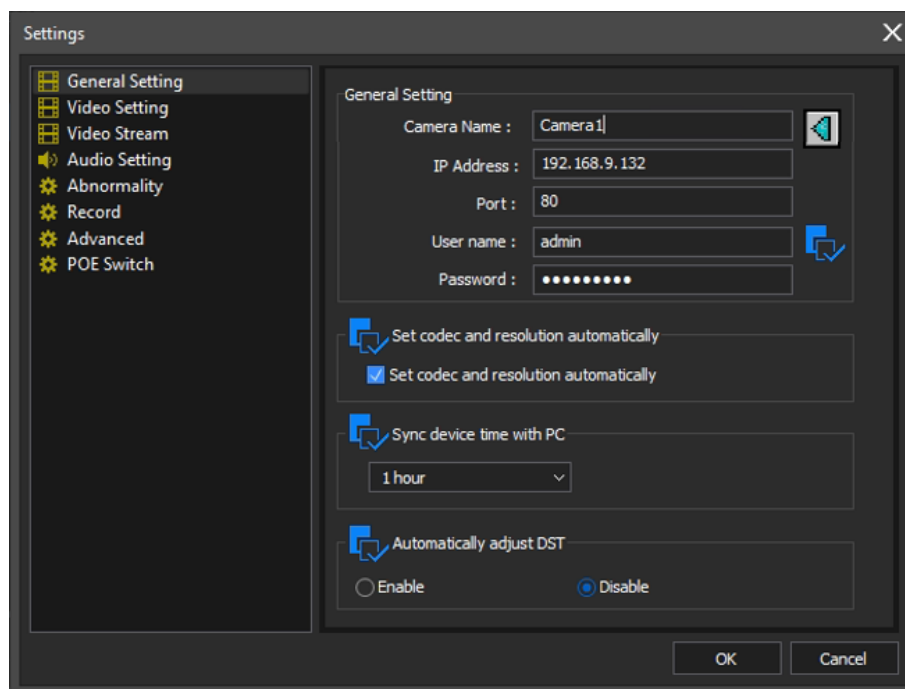 Settings
General Setting
Video Setting
Video Stream
Audio Setting
Abnormality
Record
Advanced
POE Switch
General Setting
Camera Name : Camera1
IP Address : 192.168.9.132
Port : 80
User name : admin
Password : •••••••••
Set codec and resolution automatically
Set codec and resolution automatically
Sync device time with PC
1 hour
Automatically adjust DST
Enable Disable
OK Cancel